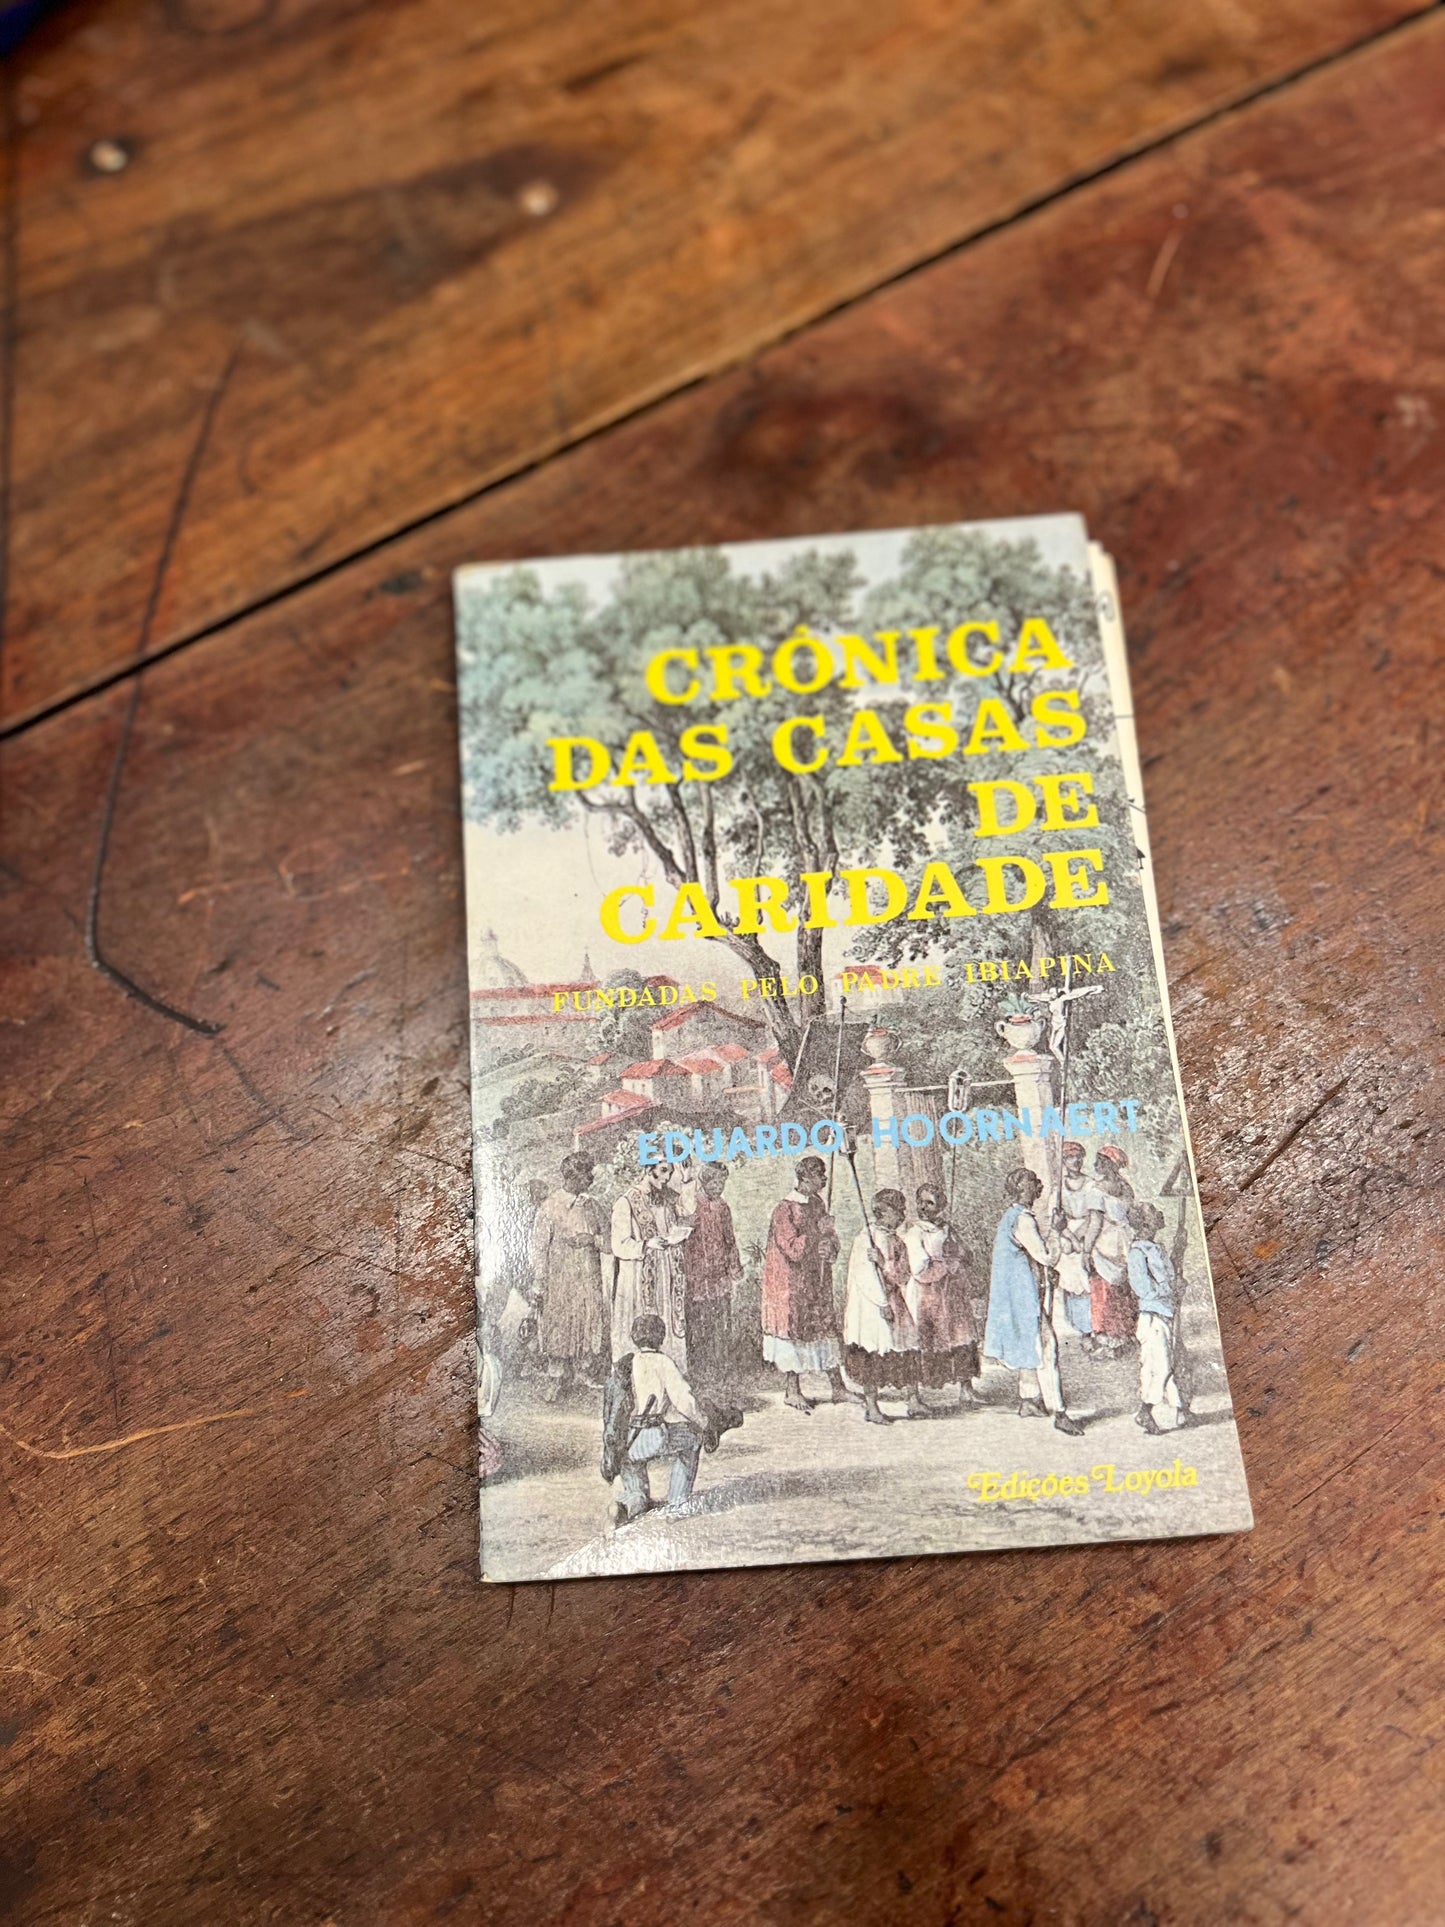 CRÔNICA
DAS CASAS
DE
CARIDADE
FUNDADAS PELO PADRE IBIAPINA
EDUARDO HOORNAERT
Edições Loyola